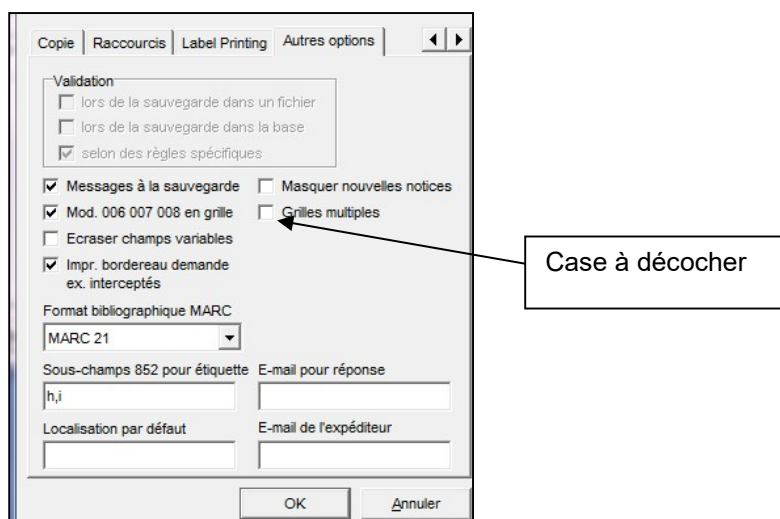 Copie Raccourcis Label Printing Autres options
Validation
lors de la sauvegarde dans un fichier
lors de la sauvegarde dans la base
selon des règles spécifiques
Messages à la sauvegarde Masquer nouvelles notices
Mod. 006 007 008 en grille Grilles multiples
Ecraser champs variables
Impr. bordereau demande
ex. interceptés
Case à décocher
Format bibliographique MARC
MARC 21
Sous-champs 852 pour étiquette E-mail pour réponse
h,i
Localisation par défaut E-mail de l'expéditeur
OK Annuler